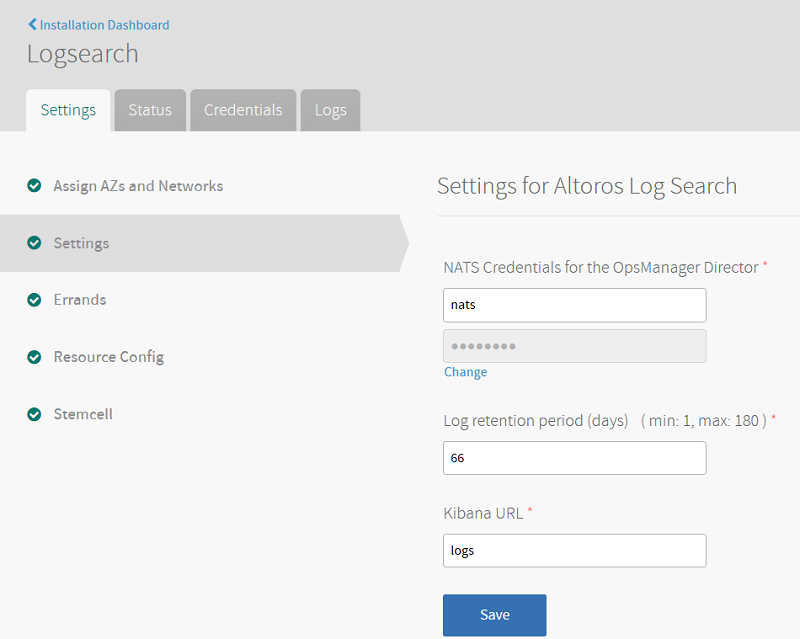 Installation Dashboard
Logsearch
Settings Status Credentials Logs
Assign AZs and Networks
Settings
Errands
Resource Config
Stemcell
Settings for Altoros Log Search
NATS Credentials for the OpsManager Director *
nats
••••••••
Change
Log retention period (days) ( min: 1, max: 180 ) *
66
Kibana URL *
logs
Save